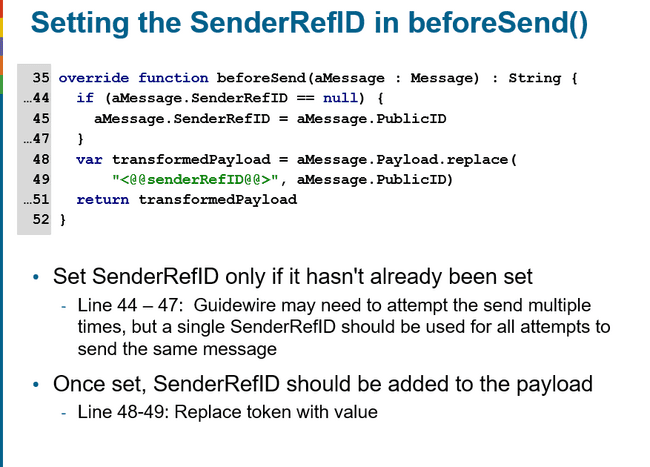 Setting the SenderRefID in beforeSend()
35 override function beforeSend(aMessage : Message) : String {
…44 if (aMessage.SenderRefID == null) {
45 aMessage.SenderRefID = aMessage.PublicID
…47 }
48 var transformedPayload = aMessage.Payload.replace(
49 "<@@senderRefID@@>", aMessage.PublicID)
…51 return transformedPayload
52 }
• Set SenderRefID only if it hasn't already been set
- Line 44 – 47: Guidewire may need to attempt the send multiple
times, but a single SenderRefID should be used for all attempts to
send the same message
• Once set, SenderRefID should be added to the payload
- Line 48-49: Replace token with value